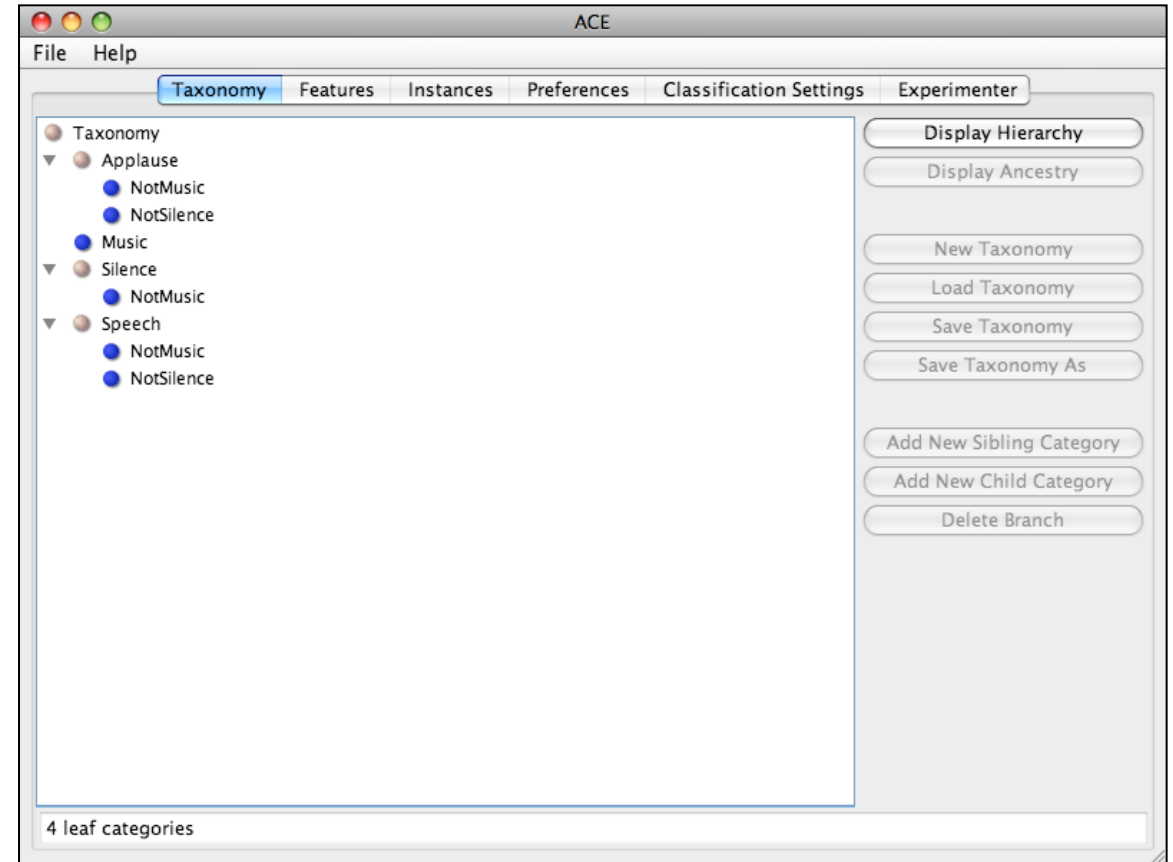 ACE
File Help
Taxonomy Features Instances Preferences Classification Settings Experimenter
Taxonomy
Applause
NotMusic
NotSilence
Music
Silence
NotMusic
Speech
NotMusic
NotSilence
Display Hierarchy
Display Ancestry
New Taxonomy
Load Taxonomy
Save Taxonomy
Save Taxonomy As
Add New Sibling Category
Add New Child Category
Delete Branch
4 leaf categories